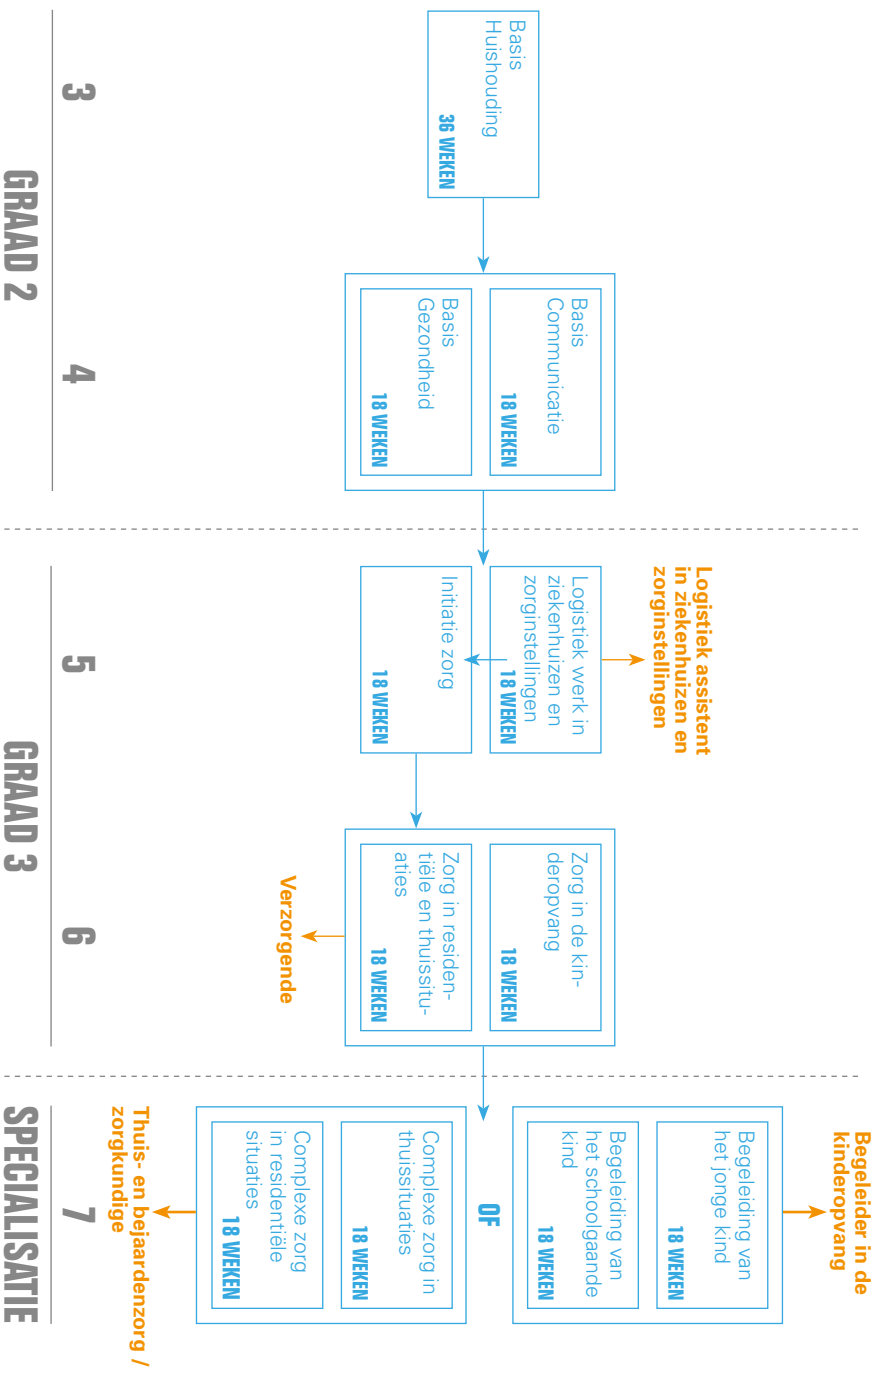 Basis
Huishouding
36 WEKEN
Basis
Communicatie
18 WEKEN
Basis
Gezondheid
18 WEKEN
Logistiek assistent
in ziekenhuizen en
zorginstellingen
Logistiek werk in
ziekenhuizen en
zorginstellingen
18 WEKEN
Initiatie zorg
18 WEKEN
Zorg in de kin-
deropvang
18 WEKEN
Zorg in residen-
tiële en thuissitu-
aties
18 WEKEN
Verzorgende
Begeleider in de
kinderopvang
Begeleiding van
het jonge kind
18 WEKEN
Begeleiding van
het schoolgaande
kind
18 WEKEN
OF
Complexe zorg in
thuissituaties
18 WEKEN
Complexe zorg
in residentiële
situaties
18 WEKEN
Thuis- en bejaardenzorg /
zorgkundige
3
4
5
6
7
GRAAD 2
GRAAD 3
SPECIALISATIE